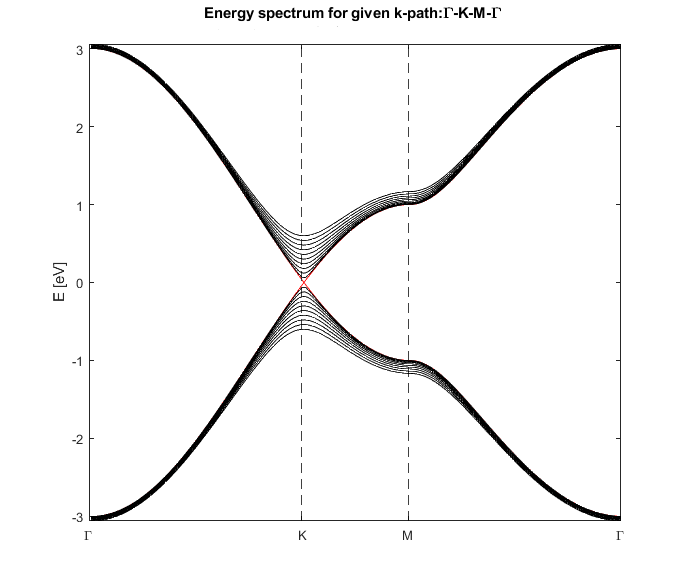 Energy spectrum for given k-path:Γ-K-M-Γ
3
2
1
0
-1
-2
-3
E [eV]
Γ K M Γ